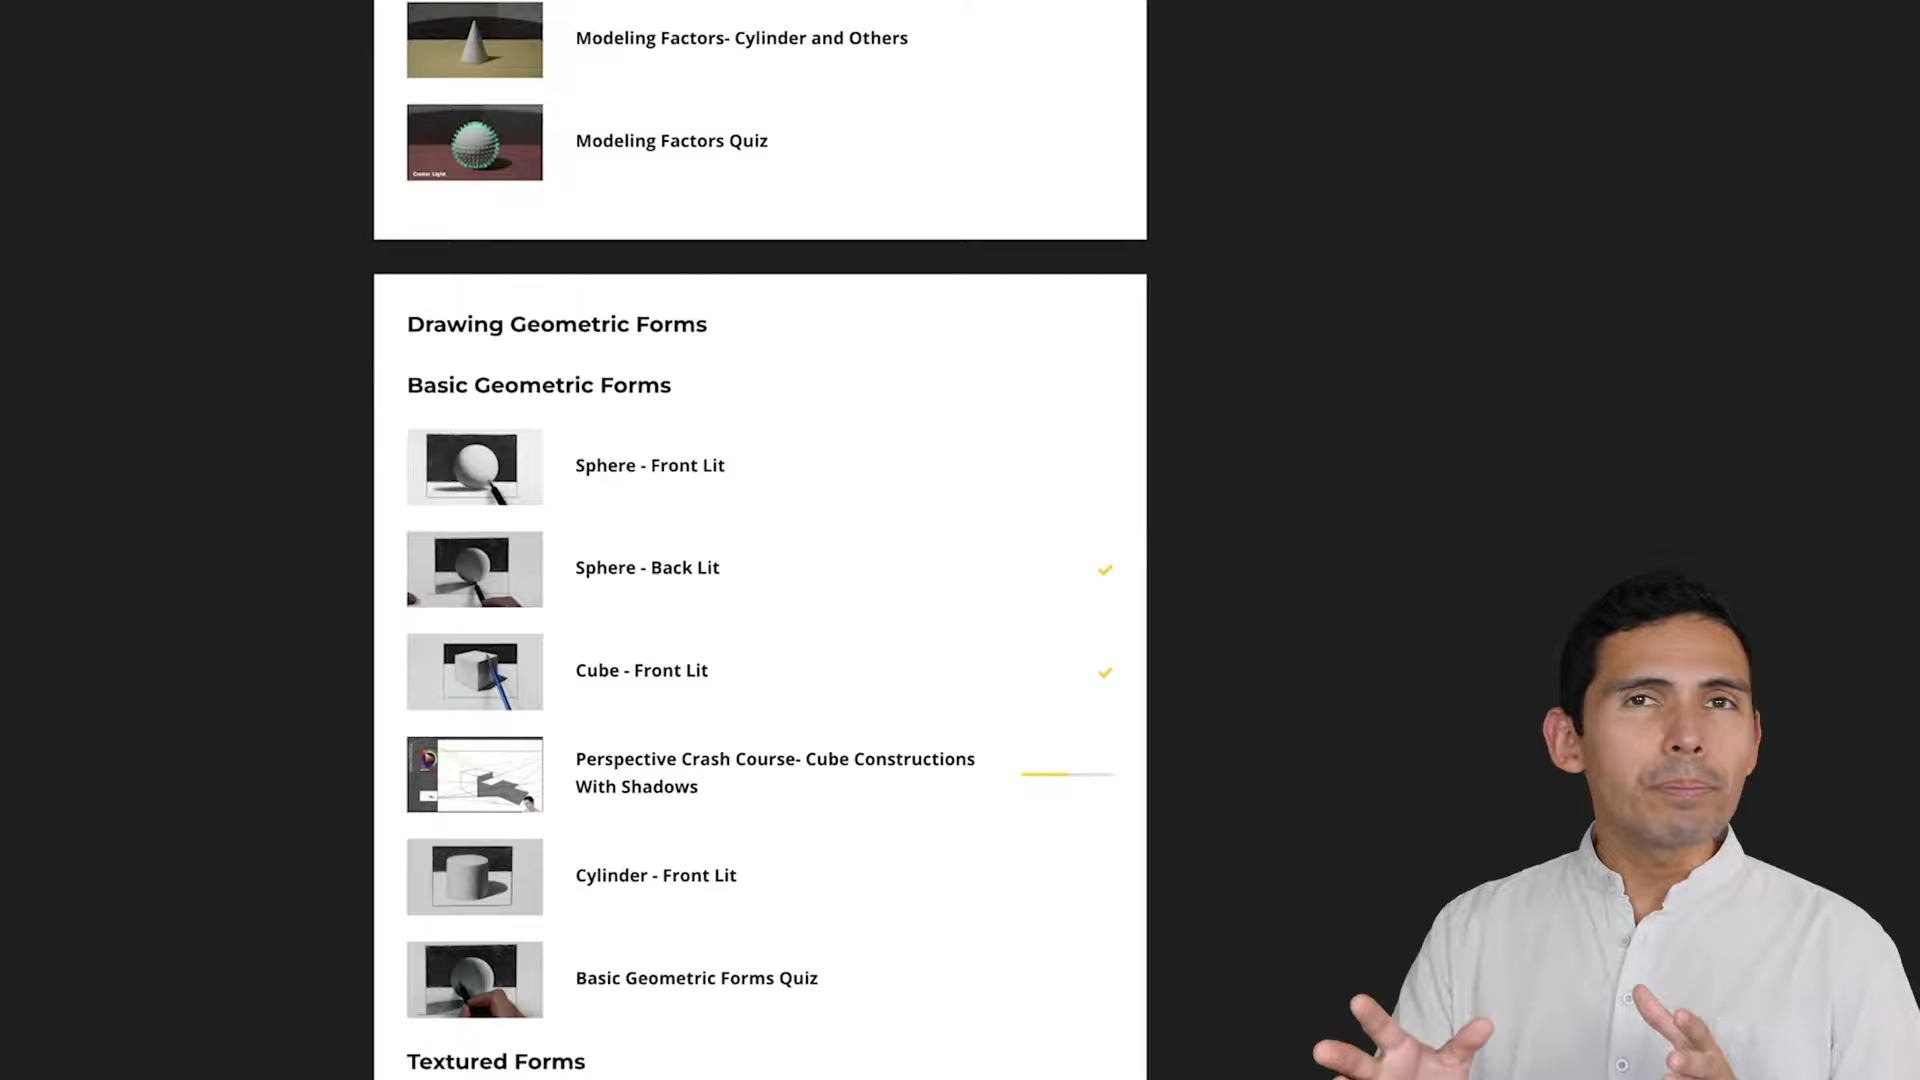 Modeling Factors- Cylinder and Others
Modeling Factors Quiz
Center Light
Drawing Geometric Forms
Basic Geometric Forms
Sphere - Front Lit
Sphere - Back Lit
Cube - Front Lit
Perspective Crash Course- Cube Constructions
With Shadows
Cylinder - Front Lit
Basic Geometric Forms Quiz
Textured Forms